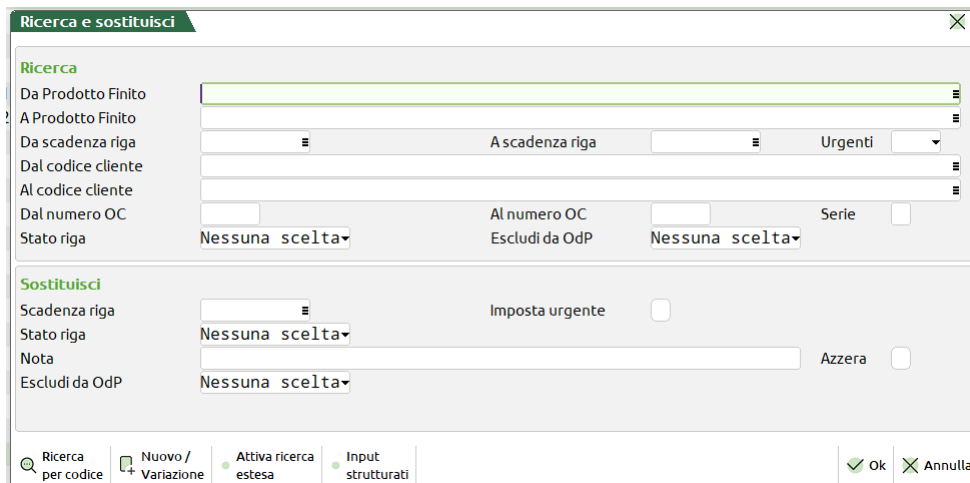 Ricerca e sostituisci
Ricerca
Da Prodotto Finito
A Prodotto Finito
Da scadenza riga A scadenza riga Urgenti
Dal codice cliente
Al codice cliente
Dal numero OC Al numero OC Serie
Stato riga Nessuna scelta Escludi da OdP Nessuna scelta
Sostituisci
Scadenza riga Imposta urgente
Stato riga Nessuna scelta
Nota Azzera
Escludi da OdP Nessuna scelta
Ricerca per codice Nuovo / Variazione Attiva ricerca estesa Input strutturati Ok Annulla